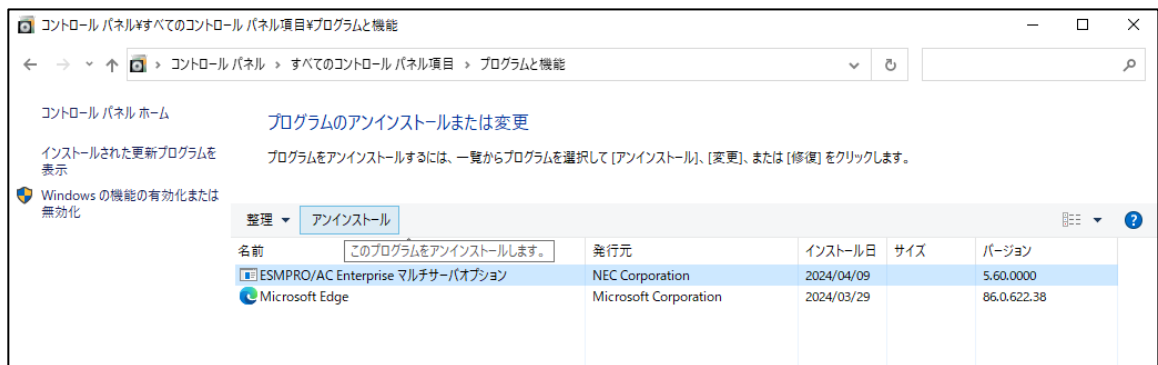 コントロール パネル¥すべてのコントロール パネル項目¥プログラムと機能
コントロール パネル › すべてのコントロール パネル項目 › プログラムと機能
コントロール パネル ホーム
インストールされた更新プログラムを
表示
Windows の機能の有効化または
無効化
プログラムのアンインストールまたは変更
プログラムをアンインストールするには、一覧からプログラムを選択して [アンインストール]、[変更]、または [修復] をクリックします。
整理 アンインストール
このプログラムをアンインストールします。
名前 発行元 インストール日 サイズ バージョン
ESMPRO/AC Enterprise マルチサーバオプション NEC Corporation 2024/04/09 5.60.0000
Microsoft Edge Microsoft Corporation 2024/03/29 86.0.622.38